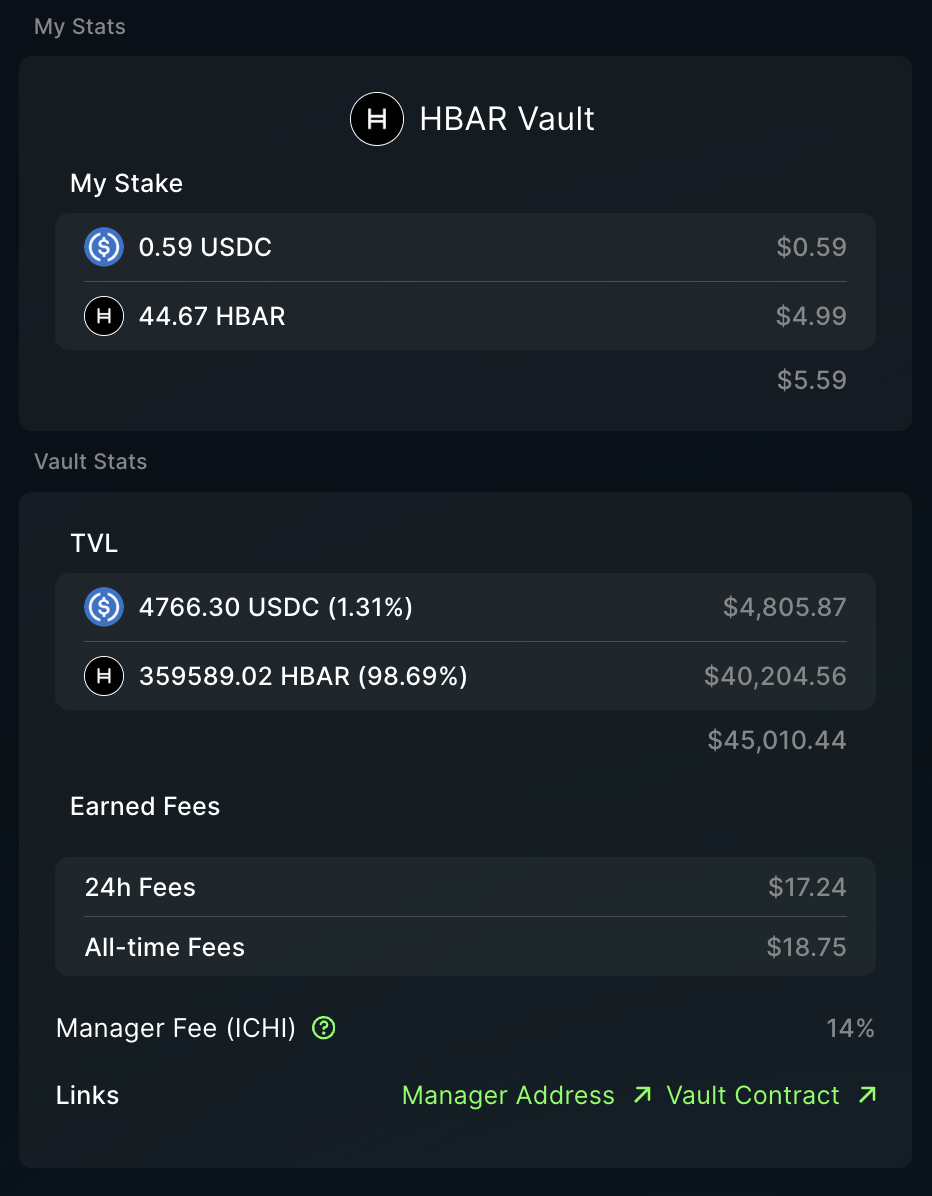 My Stats
HBAR Vault
My Stake
0.59 USDC $0.59
44.67 HBAR $4.99
$5.59
Vault Stats
TVL
4766.30 USDC (1.31%) $4,805.87
359589.02 HBAR (98.69%) $40,204.56
$45,010.44
Earned Fees
24h Fees $17.24
All-time Fees $18.75
Manager Fee (ICHI) 14%
Links Manager Address Vault Contract